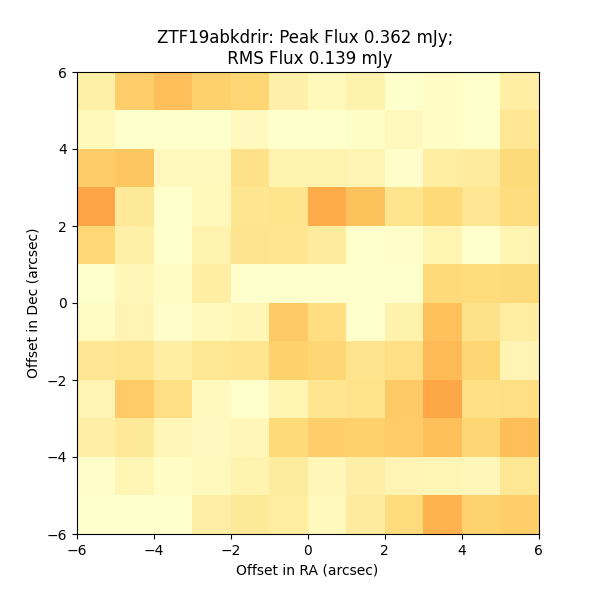 ZTF19abkdrir: Peak Flux 0.362 mJy;
RMS Flux 0.139 mJy
6
4
2
0
−2
−4
−6
Offset in Dec (arcsec)
−6 −4 −2 0 2 4 6
Offset in RA (arcsec)